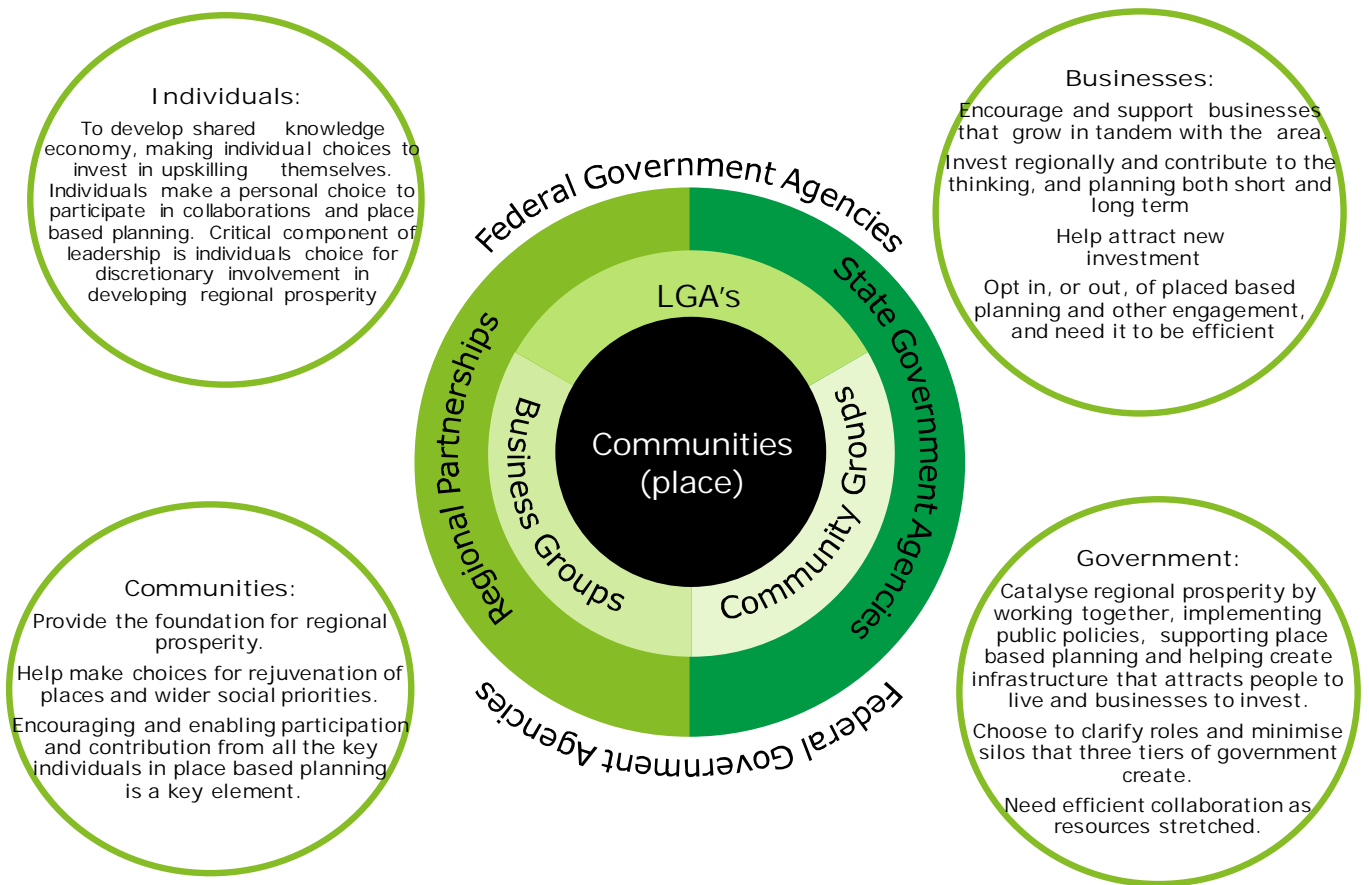 Individuals:
To develop shared knowledge
economy, making individual choices to
invest in upskilling themselves.
Individuals make a personal choice to
participate in collaborations and place
based planning. Critical component of
leadership is individuals choice for
discretionary involvement in
developing regional prosperity
Businesses:
Encourage and support businesses
that grow in tandem with the area.
Invest regionally and contribute to the
thinking, and planning both short and
long term
Help attract new
investment
Opt in, or out, of placed based
planning and other engagement,
and need it to be efficient
Federal Government Agencies
State Government Agencies
Regional Partnerships
LGA's
Business Groups
Community Groups
Communities
(place)
Federal Government Agencies
Communities:
Provide the foundation for regional
prosperity.
Help make choices for rejuvenation of
places and wider social priorities.
Encouraging and enabling participation
and contribution from all the key
individuals in place based planning
is a key element.
Government:
Catalyse regional prosperity by
working together, implementing
public policies, supporting place
based planning and helping create
infrastructure that attracts people to
live and businesses to invest.
Choose to clarify roles and minimise
silos that three tiers of government
create.
Need efficient collaboration as
resources stretched.